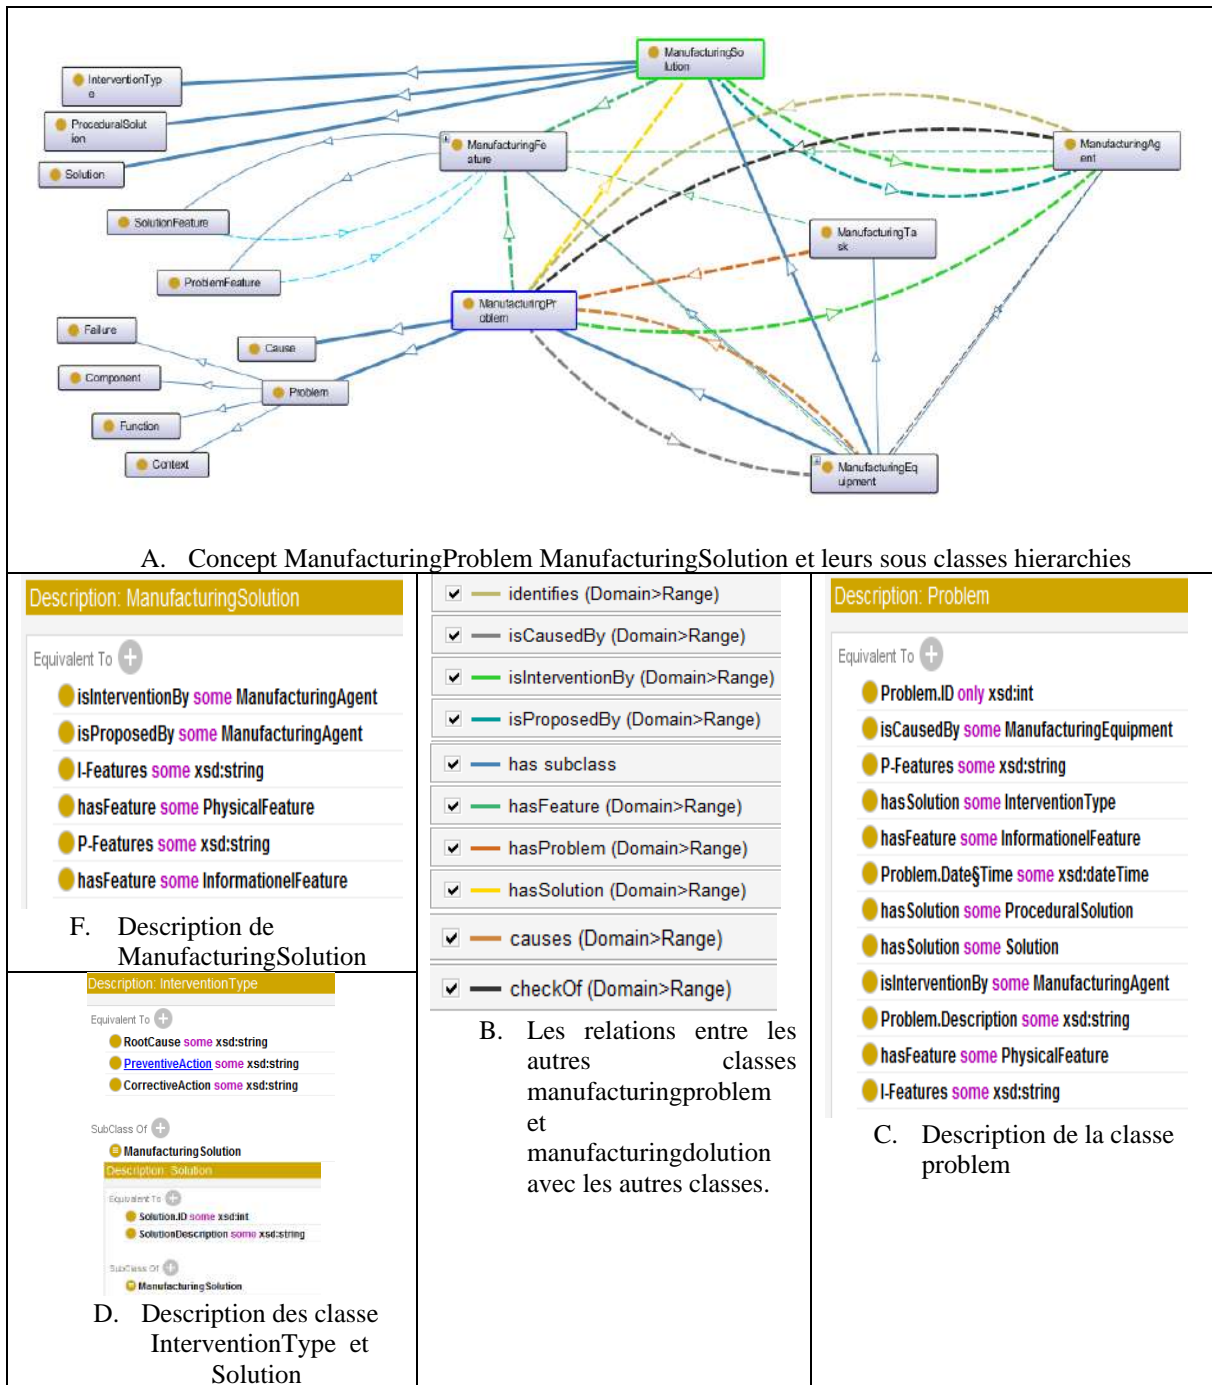 ManufacturingSo
lution
InterventionTyp
e
ProceduralSolut
ion
Solution
ManufacturingFe
ature
ManufacturingAg
ent
SolutionFeature
ManufacturingTa
sk
ProblemFeature
ManufacturingPr
oblem
Failure
Cause
Component
Problem
Function
Context
ManufacturingEq
uipment
A. Concept ManufacturingProblem ManufacturingSolution et leurs sous classes hierarchies
Description: ManufacturingSolution
Equivalent To
isInterventionBy some ManufacturingAgent
isProposedBy some ManufacturingAgent
I-Features some xsd:string
hasFeature some PhysicalFeature
P-Features some xsd:string
hasFeature some InformationelFeature
F. Description de
ManufacturingSolution
Description: InterventionType
Equivalent To
RootCause some xsd:string
PreventiveAction some xsd:string
CorrectiveAction some xsd:string
SubClass Of
ManufacturingSolution
Description: Solution
Equivalent To
Solution.ID some xsd:int
SolutionDescription some xsd:string
SubClass Of
ManufacturingSolution
D. Description des classe
InterventionType et
Solution
identifies (Domain>Range)
isCausedBy (Domain>Range)
isInterventionBy (Domain>Range)
isProposedBy (Domain>Range)
has subclass
hasFeature (Domain>Range)
hasProblem (Domain>Range)
hasSolution (Domain>Range)
causes (Domain>Range)
checkOf (Domain>Range)
B. Les relations entre les
autres classes
manufacturingproblem
et
manufacturingdolution
avec les autres classes.
Description: Problem
Equivalent To
Problem.ID only xsd:int
isCausedBy some ManufacturingEquipment
P-Features some xsd:string
hasSolution some InterventionType
hasFeature some InformationelFeature
Problem.Date§Time some xsd:dateTime
hasSolution some ProceduralSolution
hasSolution some Solution
isInterventionBy some ManufacturingAgent
Problem.Description some xsd:string
hasFeature some PhysicalFeature
I-Features some xsd:string
C. Description de la classe
problem